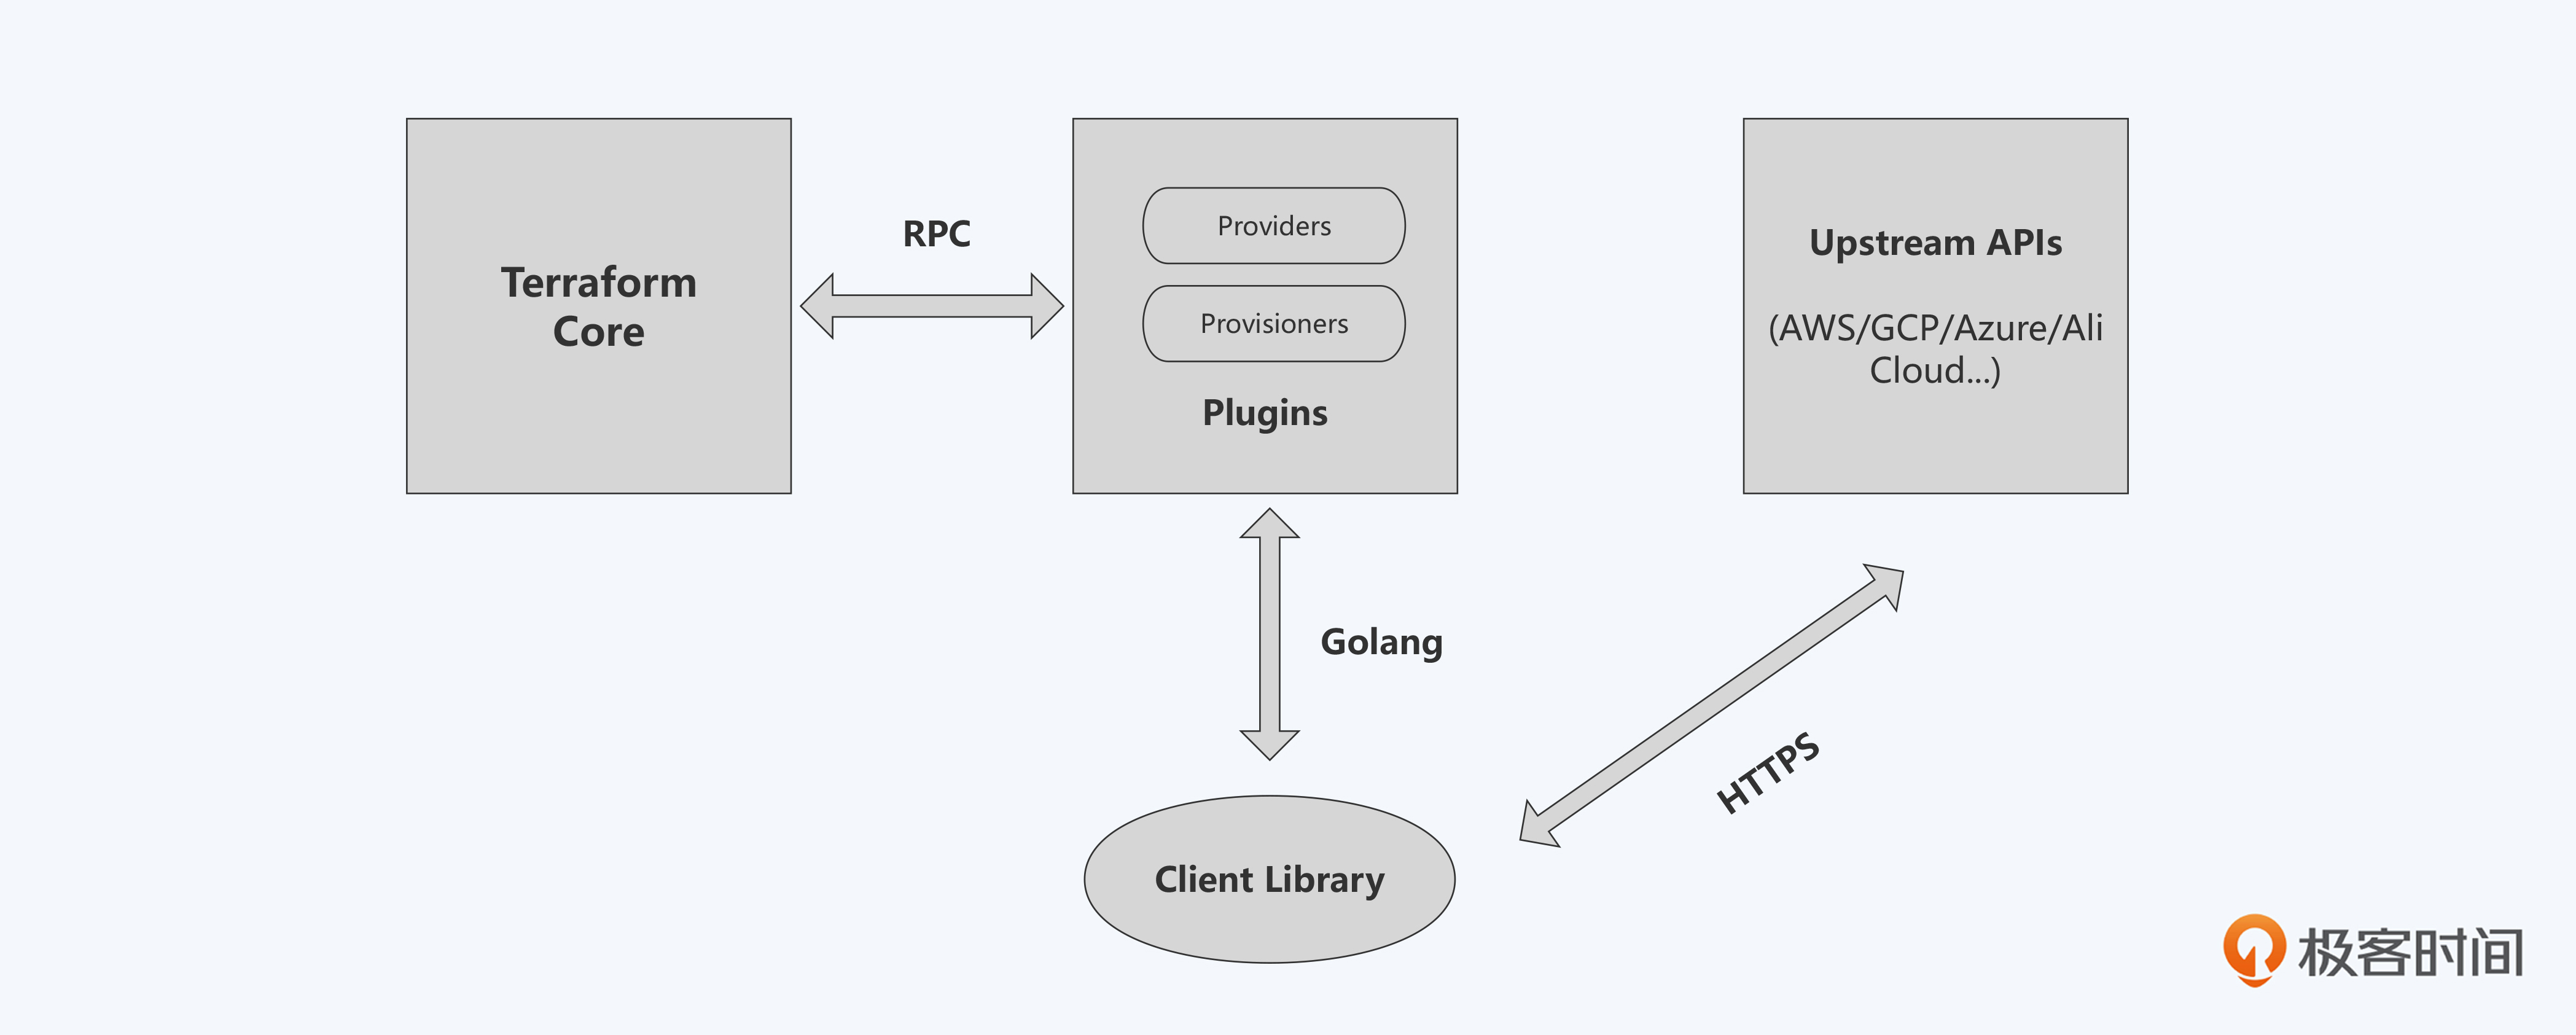 Terraform
Core
RPC
Providers
Provisioners
Plugins
Upstream APIs
(AWS/GCP/Azure/Ali
Cloud...)
Golang
HTTPS
Client Library
极客时间